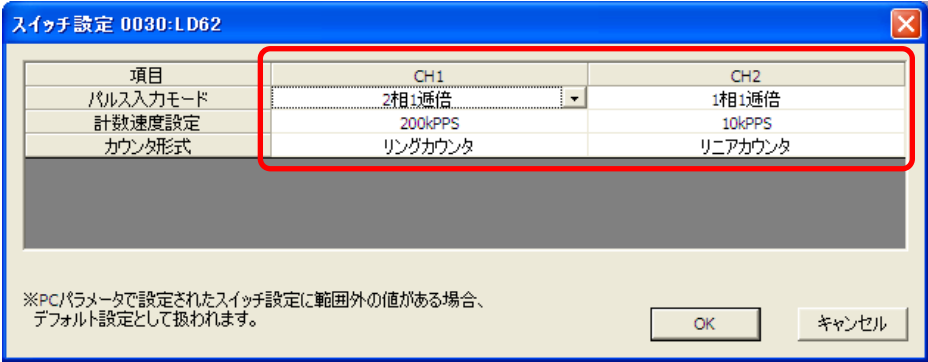 スイッチ設定 0030:LD62
項目 CH1 CH2
パルス入力モード 2相1逓倍 1相1逓倍
計数速度設定 200kPPS 10kPPS
カウンタ形式 リングカウンタ リニアカウンタ
※PCパラメータで設定されたスイッチ設定に範囲外の値がある場合、
デフォルト設定として扱われます。
OK キャンセル